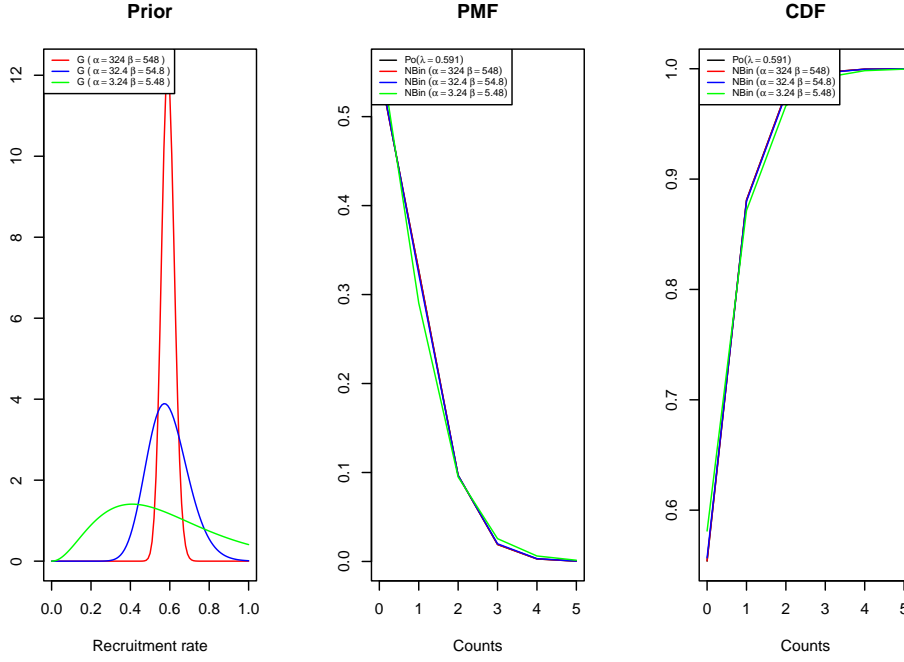 Prior
G ( α = 324 β = 548 )
G ( α = 32.4 β = 54.8 )
G ( α = 3.24 β = 5.48 )
12
10
8
6
4
2
0
0.0 0.2 0.4 0.6 0.8 1.0
Recruitment rate
PMF
Po(λ = 0.591)
NBin (α = 324 β = 548)
NBin (α = 32.4 β = 54.8)
NBin (α = 3.24 β = 5.48)
0.5
0.4
0.3
0.2
0.1
0.0
0 1 2 3 4 5
Counts
CDF
Po(λ = 0.591)
NBin (α = 324 β = 548)
NBin (α = 32.4 β = 54.8)
NBin (α = 3.24 β = 5.48)
1.0
0.9
0.8
0.7
0.6
0 1 2 3 4 5
Counts